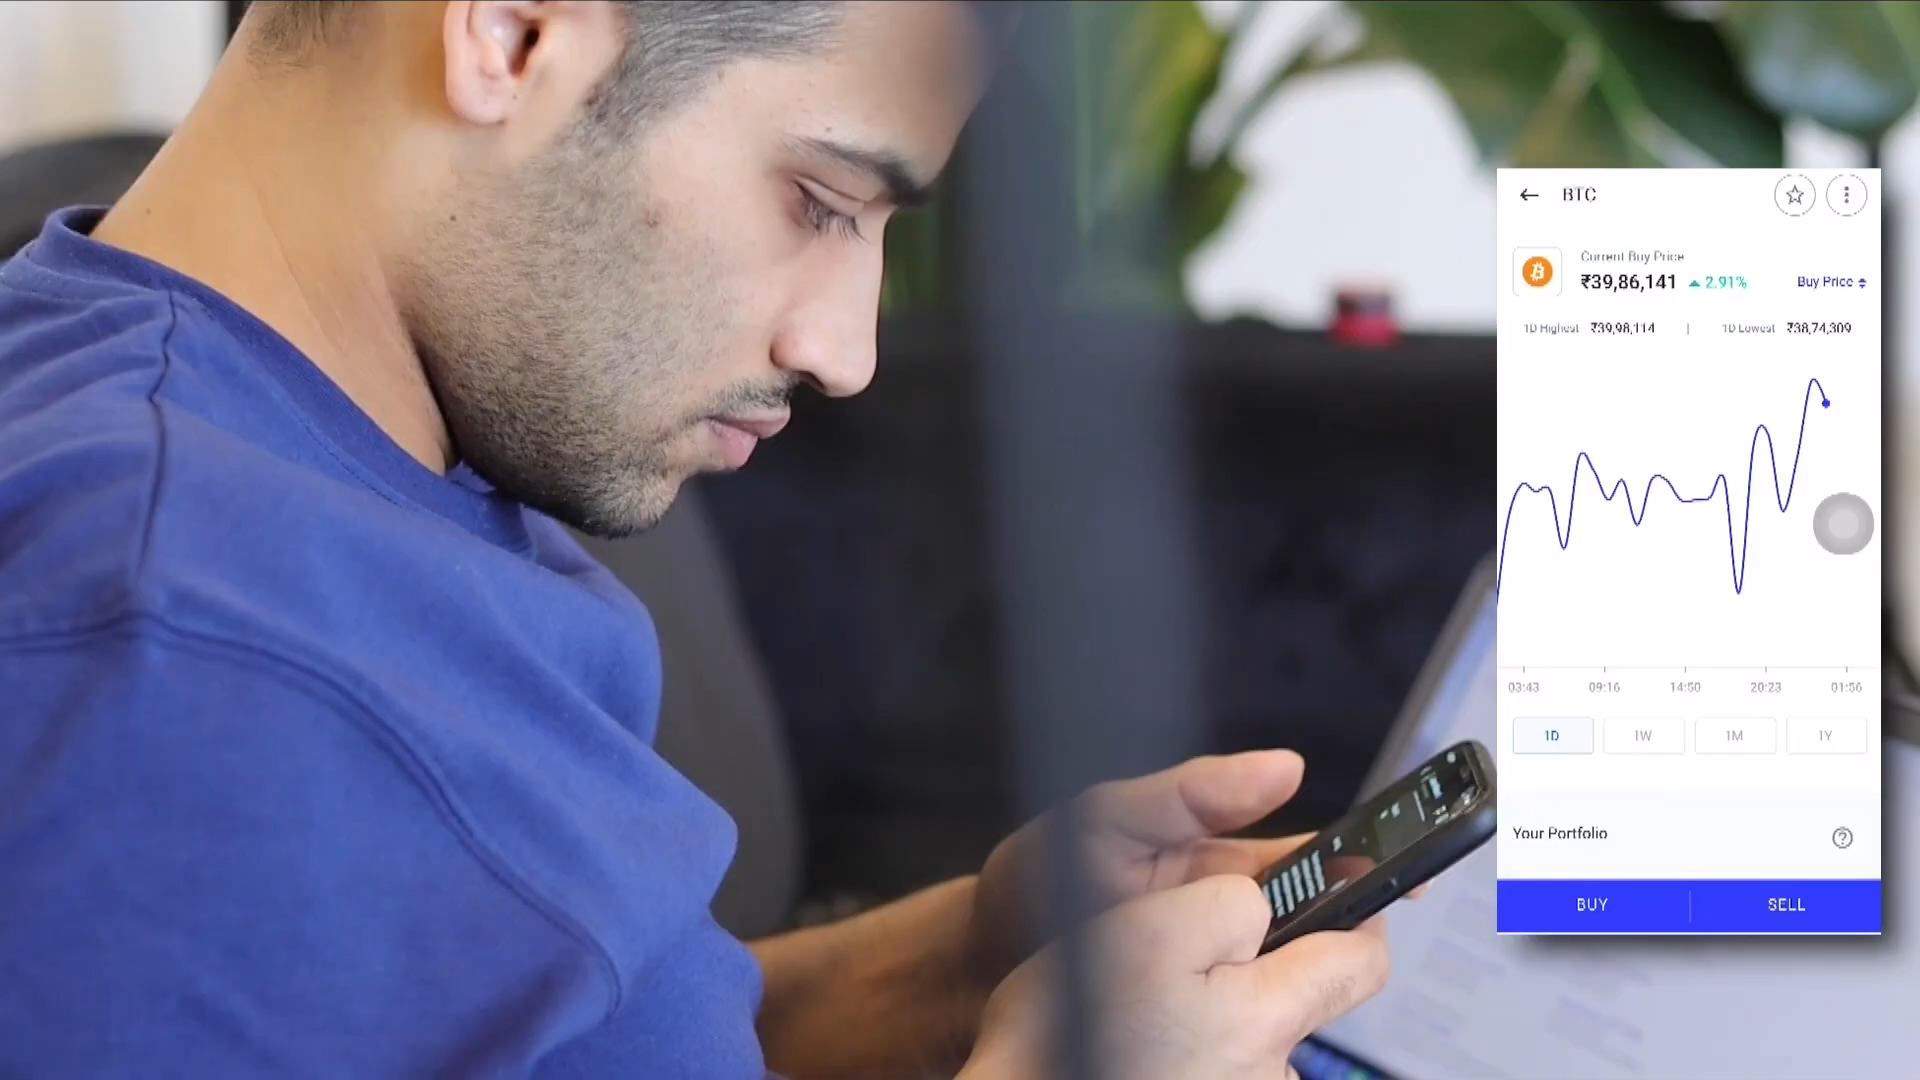 BTC
Current Buy Price
₹39,86,141 ▲ 2.91%
Buy Price
1D Highest ₹39,98,114 | 1D Lowest ₹38,74,309
03:43 09:16 14:50 20:23 01:56
1D 1W 1M 1Y
Your Portfolio
BUY SELL